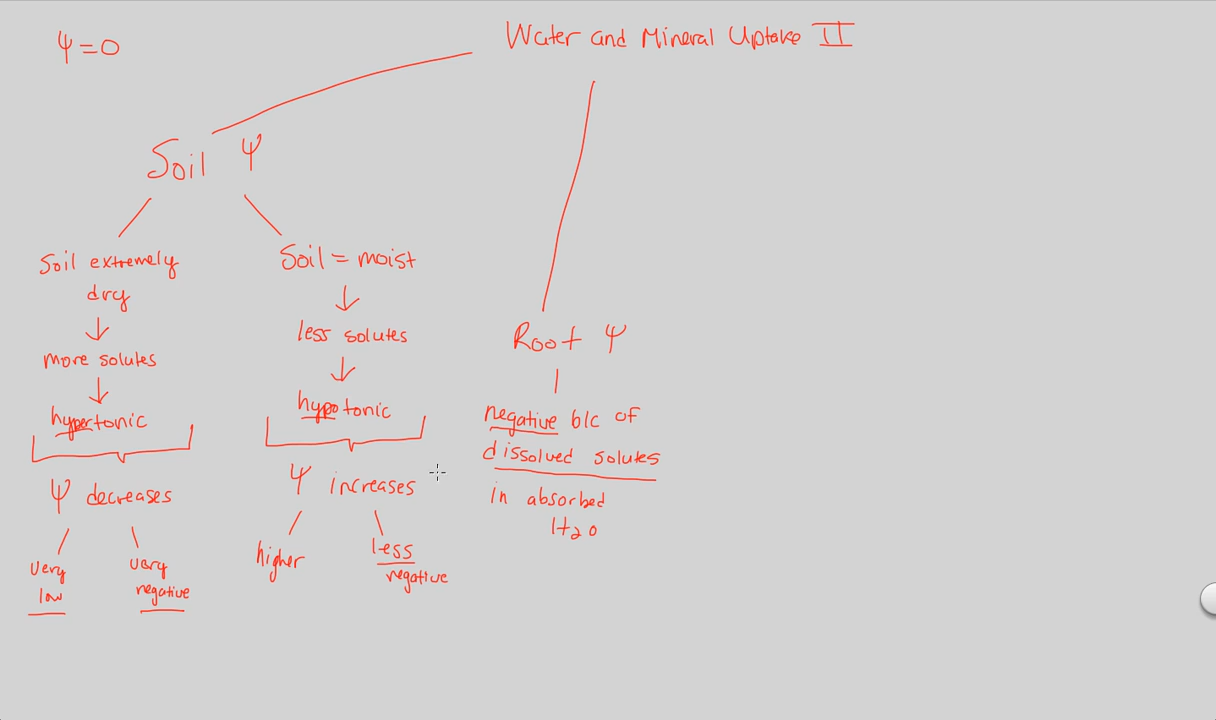 Ψ = 0
Water and Mineral Uptake II
Soil Ψ
Soil extremely
dry
↓
more solutes
↓
hypertonic
Ψ decreases
very
low
very
negative
Soil = moist
↓
less solutes
↓
hypotonic
Ψ increases
higher
less
negative
Root Ψ
negative b/c of
dissolved solutes
in absorbed
H2O